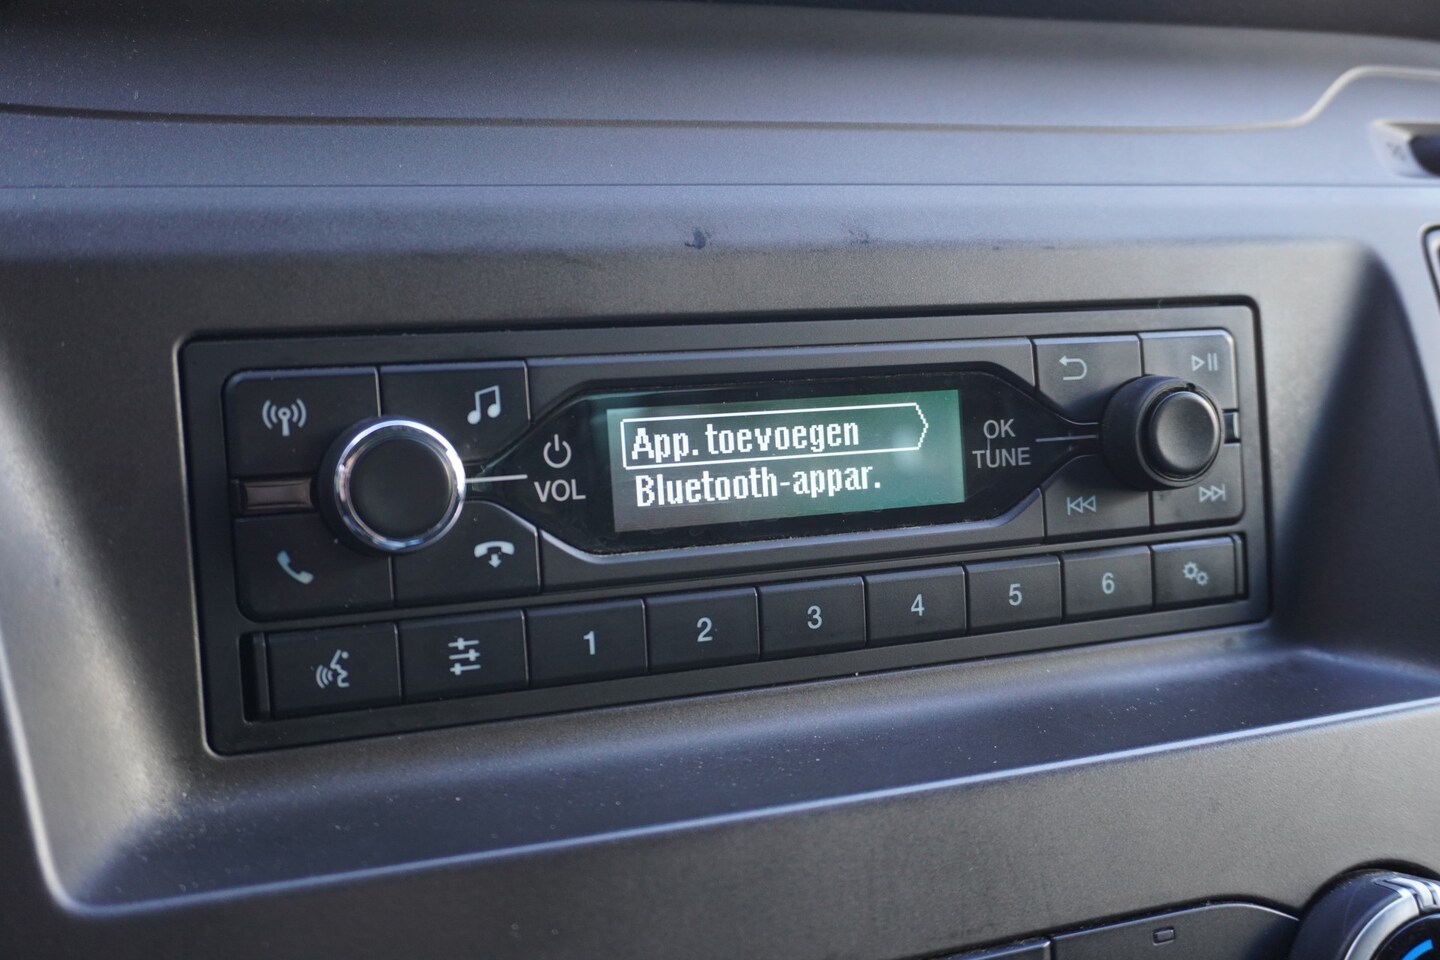 App. toevoegen
Bluetooth-appar.
VOL
OK
TUNE
1
2
3
4
5
6